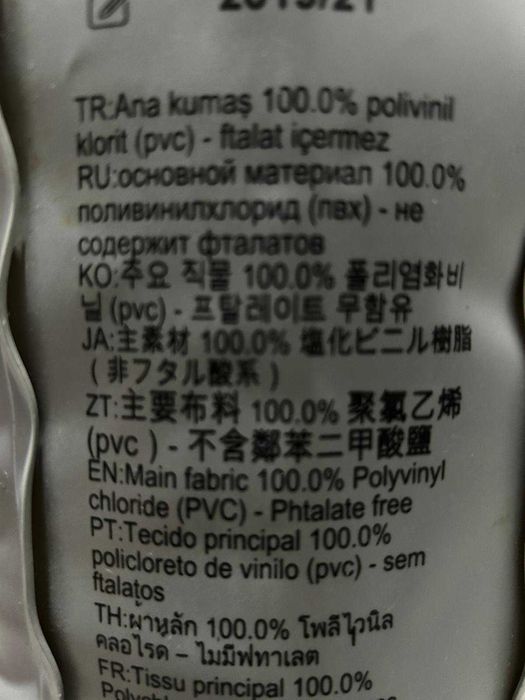 TR:Ana kumaş 100.0% polivinil
klorit (pvc) - ftalat içermez
RU:основной материал 100.0%
поливинилхлорид (пвх) - не
содержит фталатов
KO:주요 직물 100.0% 폴리염화비
닐 (pvc) - 프탈레이트 무함유
JA:主素材 100.0% 塩化ビニル樹脂
(非フタル酸系)
ZT:主要布料 100.0% 聚氯乙烯
(pvc ) - 不含鄰苯二甲酸鹽
EN:Main fabric 100.0% Polyvinyl
chloride (PVC) - Phtalate free
PT:Tecido principal 100.0%
policloreto de vinilo (pvc) - sem
ftalatos
TH:ผ้าหลัก 100.0% โพลีไวนิล
คลอไรด์ – ไม่มีฟทาเลต
FR:Tissu principal 100.0%